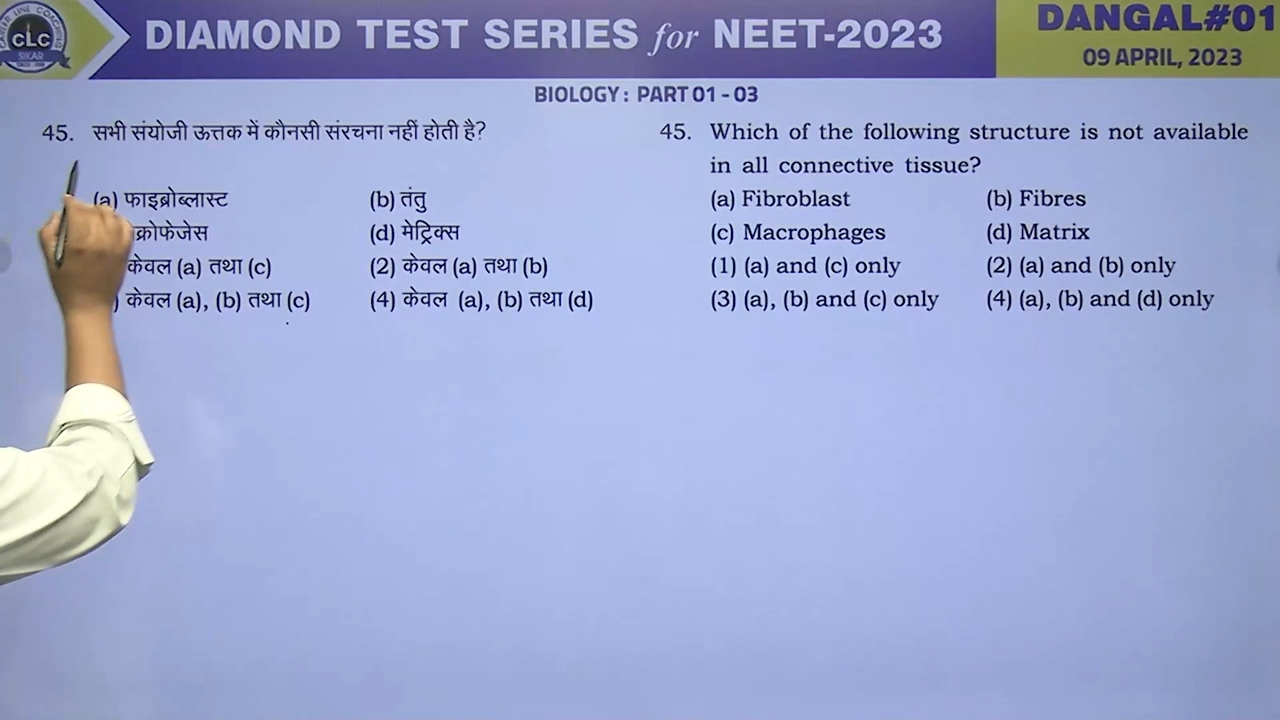 CLC
SIKAR
DIAMOND TEST SERIES for NEET-2023
DANGAL#01
09 APRIL, 2023
BIOLOGY : PART 01 - 03
45. सभी संयोजी ऊत्तक में कौनसी संरचना नहीं होती है?
(a) फाइब्रोब्लास्ट (b) तंतु
(d) मेट्रिक्स
केवल (a) तथा (c) (2) केवल (a) तथा (b)
केवल (a), (b) तथा (c) (4) केवल (a), (b) तथा (d)
45. Which of the following structure is not available
in all connective tissue?
(a) Fibroblast (b) Fibres
(c) Macrophages (d) Matrix
(1) (a) and (c) only (2) (a) and (b) only
(3) (a), (b) and (c) only (4) (a), (b) and (d) only